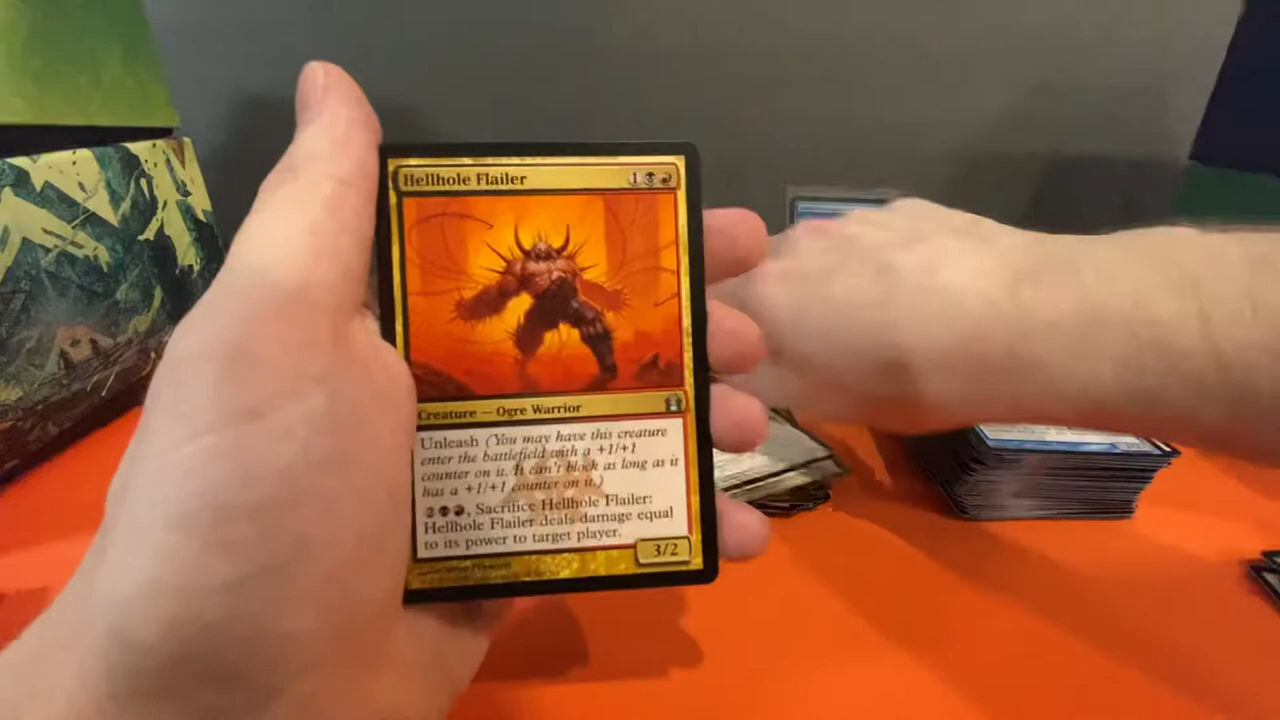 Hellhole Flailer 1
Creature — Ogre Warrior
Unleash (You may have this creature
enter the battlefield with a +1/+1
counter on it. It can't block as long as it
has a +1/+1 counter on it.)
2, Sacrifice Hellhole Flailer:
Hellhole Flailer deals damage equal
to its power to target player.
3/2